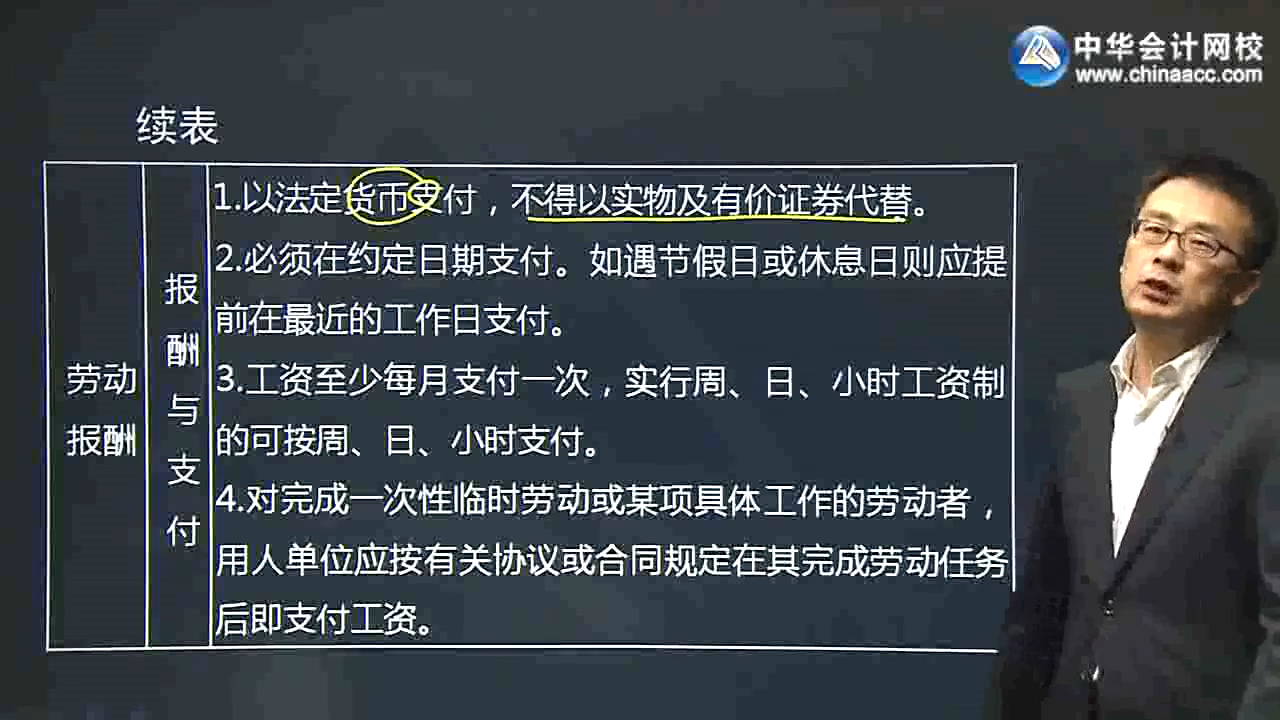 中华会计网校
www.chinaacc.com
续表
劳动
报酬
报
酬
与
支
付
1.以法定货币支付，不得以实物及有价证券代替。
2.必须在约定日期支付。如遇节假日或休息日则应提
前在最近的工作日支付。
3.工资至少每月支付一次，实行周、日、小时工资制
的可按周、日、小时支付。
4.对完成一次性临时劳动或某项具体工作的劳动者，
用人单位应按有关协议或合同规定在其完成劳动任务
后即支付工资。